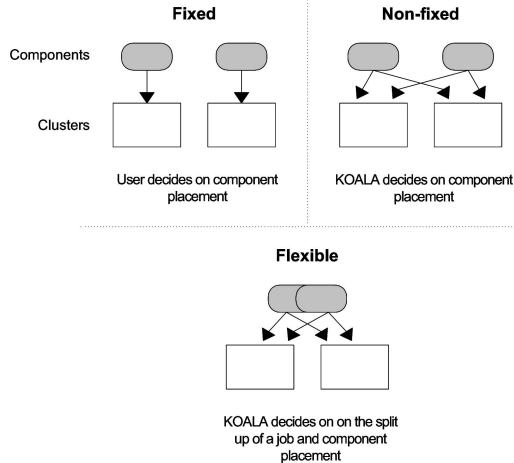 Fixed
Non-fixed
Components
Clusters
User decides on component
placement
KOALA decides on component
placement
Flexible
KOALA decides on on the split
up of a job and component
placement